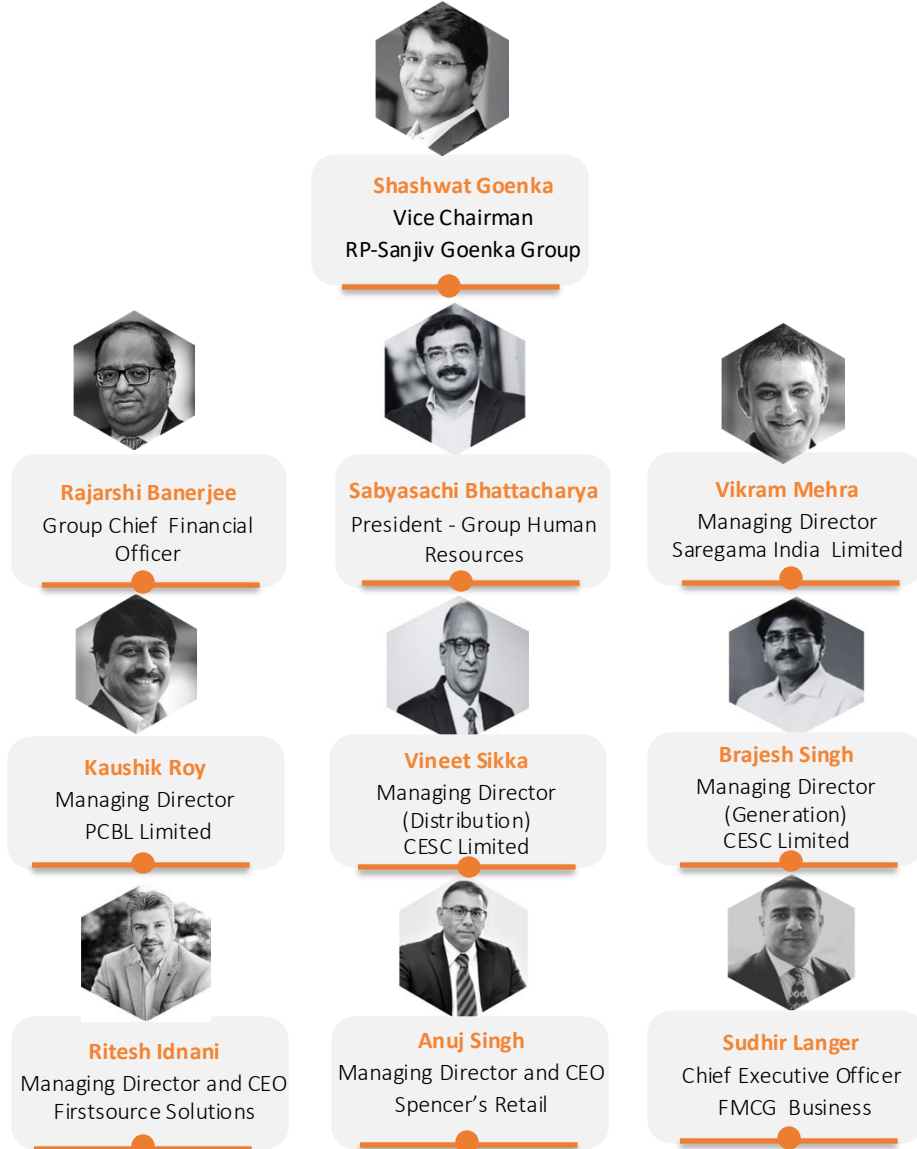 Shashwat Goenka
Vice Chairman
RP-Sanjiv Goenka Group
Rajarshi Banerjee
Group Chief Financial
Officer
Sabyasachi Bhattacharya
President - Group Human
Resources
Vikram Mehra
Managing Director
Saregama India Limited
Kaushik Roy
Managing Director
PCBL Limited
Vineet Sikka
Managing Director
(Distribution)
CESC Limited
Brajesh Singh
Managing Director
(Generation)
CESC Limited
Ritesh Idnani
Managing Director and CEO
Firstsource Solutions
Anuj Singh
Managing Director and CEO
Spencer’s Retail
Sudhir Langer
Chief Executive Officer
FMCG Business